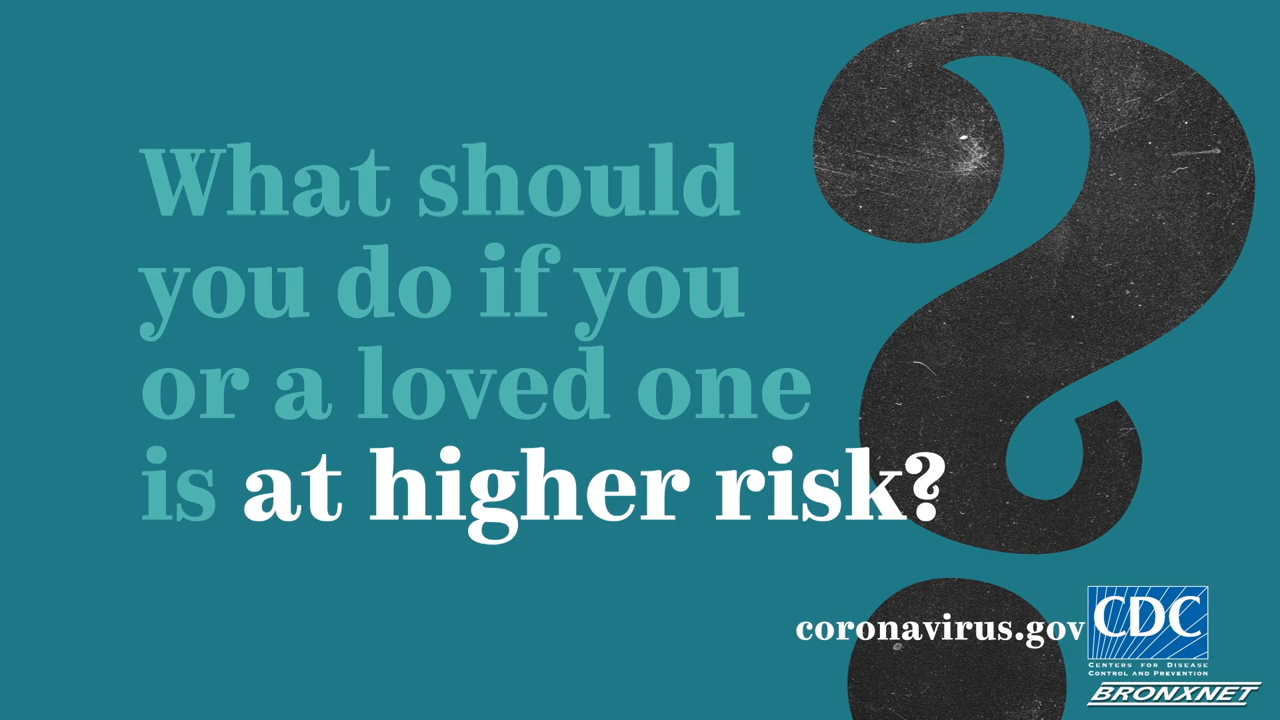 What should
you do if you
or a loved one
is at higher risk?
coronavirus.gov
CDC
CENTERS FOR DISEASE
CONTROL AND PREVENTION
BRONXNET